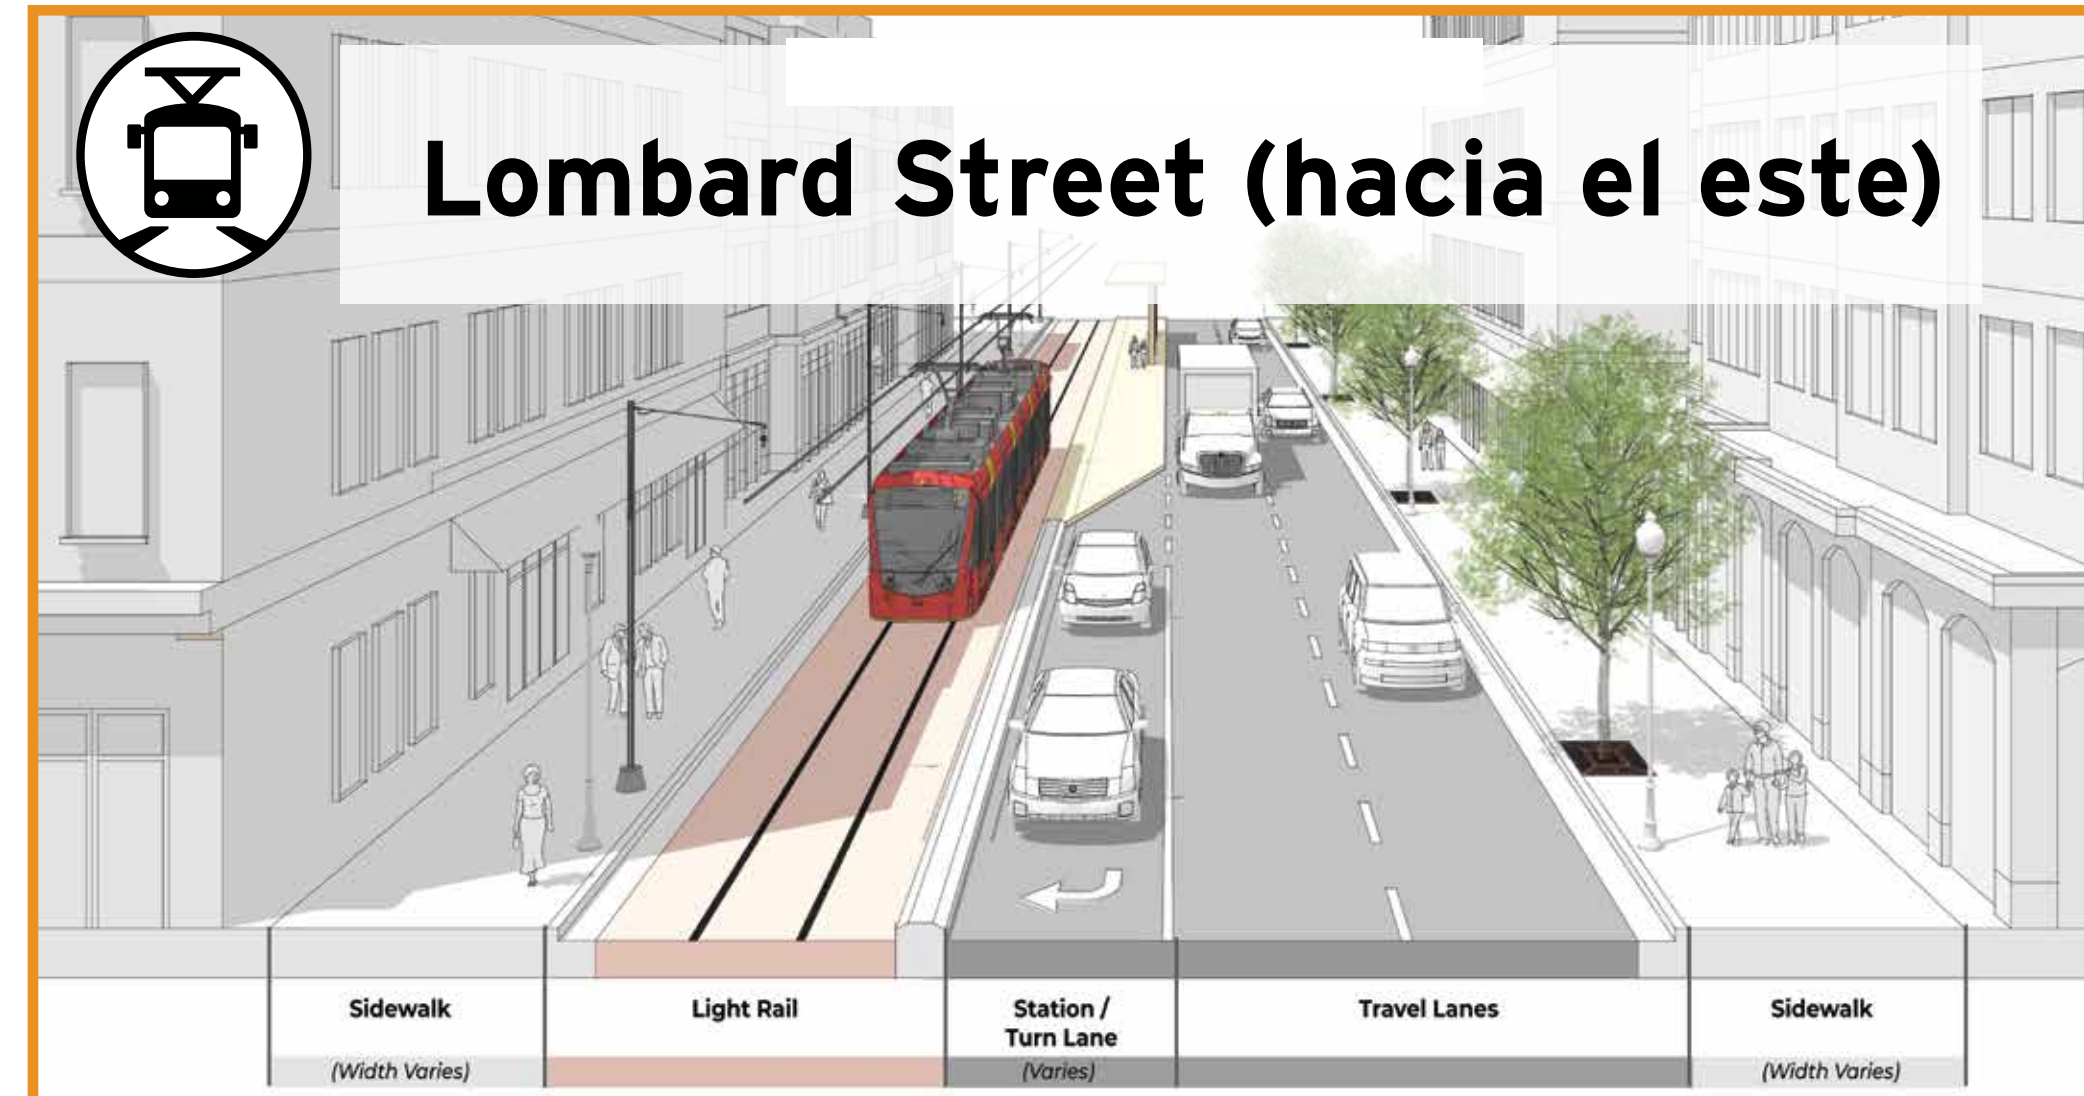 Lombard Street (hacia el este)
Sidewalk
(Width Varies)
Light Rail
Station /
Turn Lane
(Varies)
Travel Lanes
Sidewalk
(Width Varies)